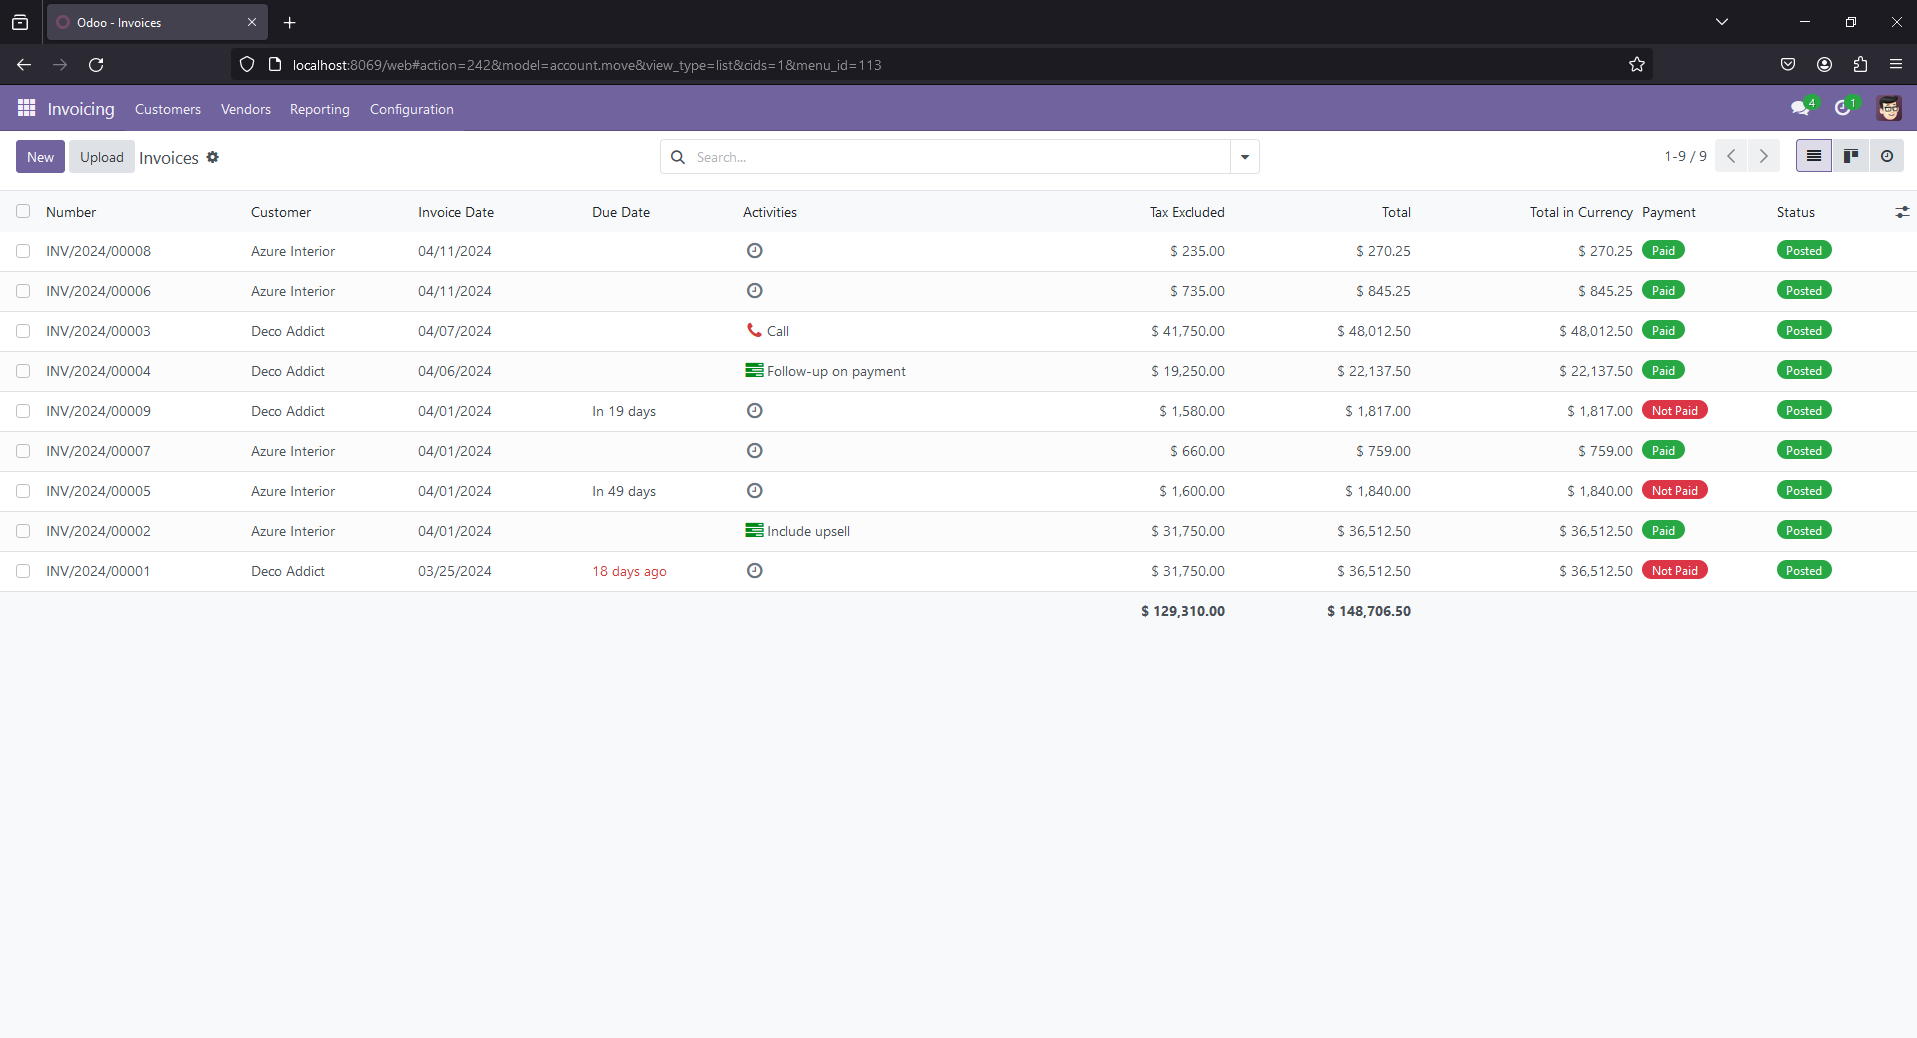 Odoo - Invoices
localhost:8069/web#action=242&model=account.move&view_type=list&cids=1&menu_id=113
Invoicing Customers Vendors Reporting Configuration 4 1
New Upload Invoices Search... 1-9 / 9
Number Customer Invoice Date Due Date Activities Tax Excluded Total Total in Currency Payment Status
INV/2024/00008 Azure Interior 04/11/2024 $ 235.00 $ 270.25 $ 270.25 Paid Posted
INV/2024/00006 Azure Interior 04/11/2024 $ 735.00 $ 845.25 $ 845.25 Paid Posted
INV/2024/00003 Deco Addict 04/07/2024 Call $ 41,750.00 $ 48,012.50 $ 48,012.50 Paid Posted
INV/2024/00004 Deco Addict 04/06/2024 Follow-up on payment $ 19,250.00 $ 22,137.50 $ 22,137.50 Paid Posted
INV/2024/00009 Deco Addict 04/01/2024 In 19 days $ 1,580.00 $ 1,817.00 $ 1,817.00 Not Paid Posted
INV/2024/00007 Azure Interior 04/01/2024 $ 660.00 $ 759.00 $ 759.00 Paid Posted
INV/2024/00005 Azure Interior 04/01/2024 In 49 days $ 1,600.00 $ 1,840.00 $ 1,840.00 Not Paid Posted
INV/2024/00002 Azure Interior 04/01/2024 Include upsell $ 31,750.00 $ 36,512.50 $ 36,512.50 Paid Posted
INV/2024/00001 Deco Addict 03/25/2024 18 days ago $ 31,750.00 $ 36,512.50 $ 36,512.50 Not Paid Posted
$ 129,310.00 $ 148,706.50